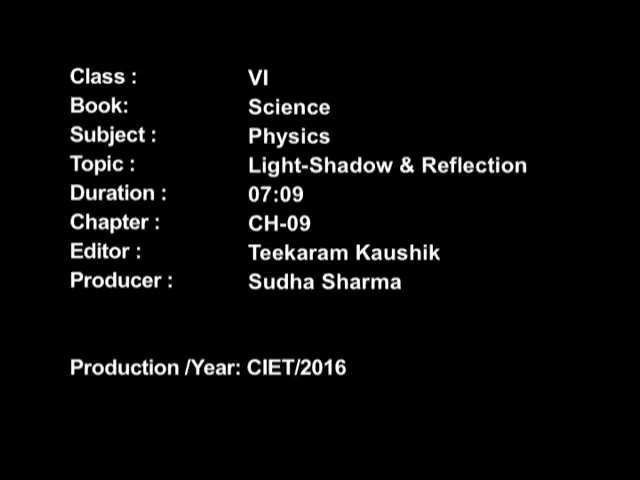 Class : VI
Book: Science
Subject : Physics
Topic : Light-Shadow & Reflection
Duration : 07:09
Chapter : CH-09
Editor : Teekaram Kaushik
Producer : Sudha Sharma
Production /Year: CIET/2016